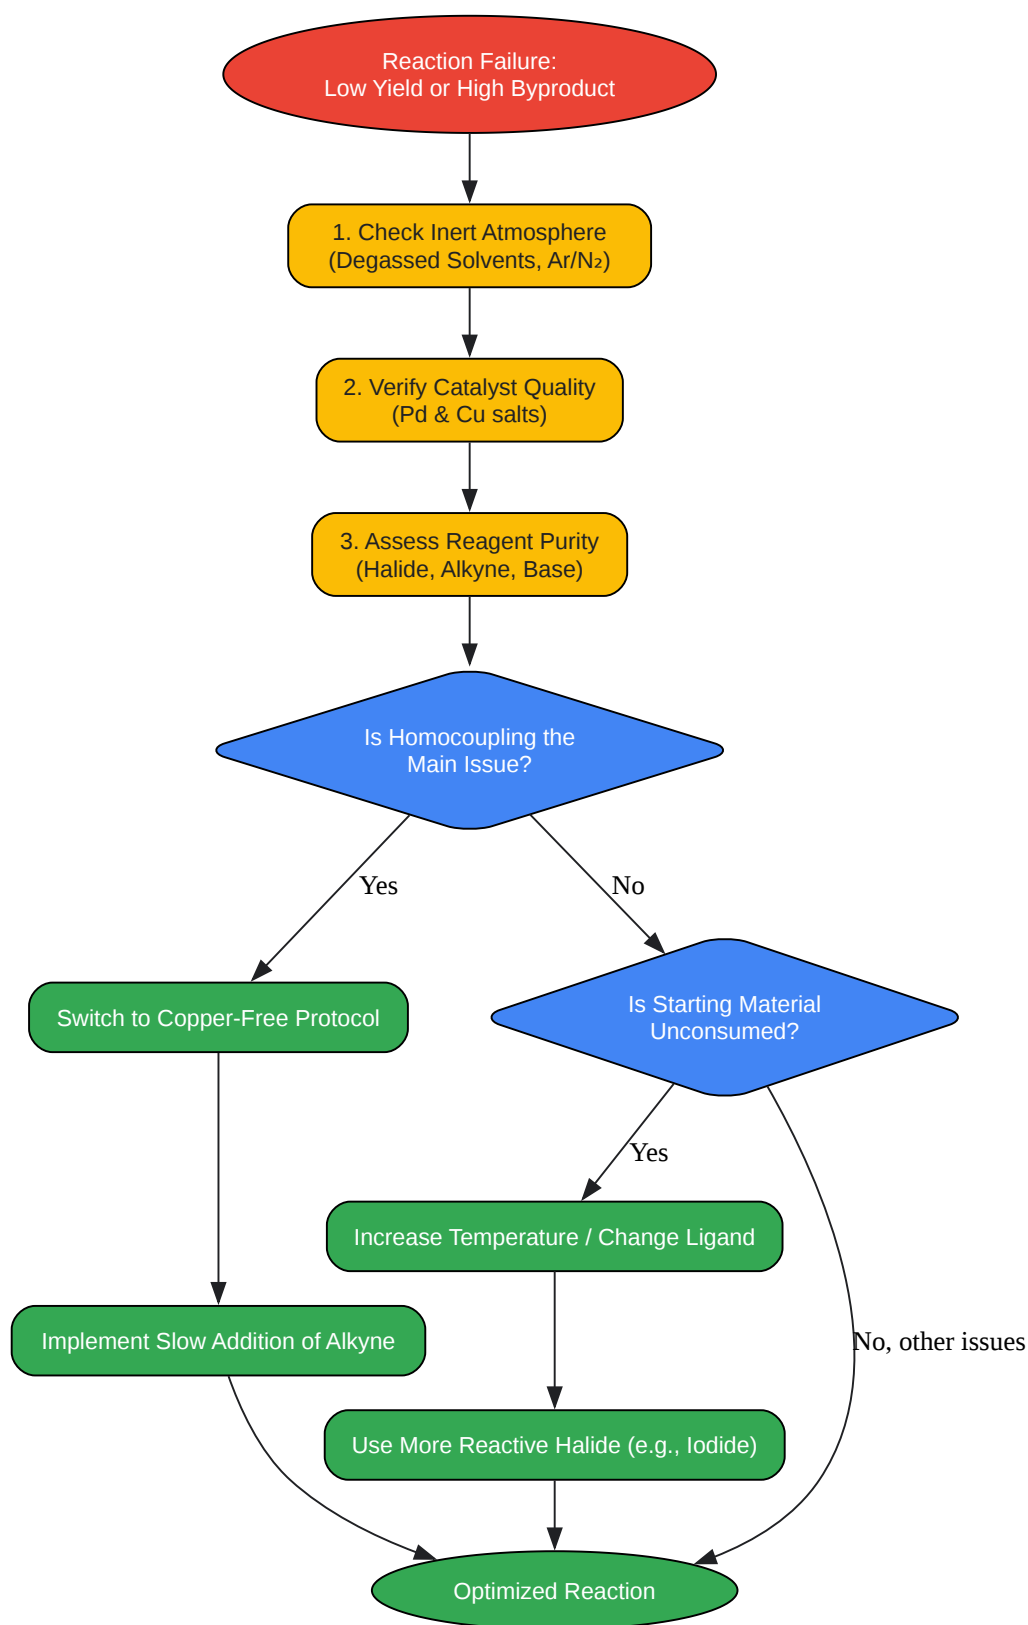 Reaction Failure:
Low Yield or High Byproduct
1. Check Inert Atmosphere
(Degassed Solvents, Ar/N₂)
2. Verify Catalyst Quality
(Pd & Cu salts)
3. Assess Reagent Purity
(Halide, Alkyne, Base)
Is Homocoupling the
Main Issue?
Yes
No
Switch to Copper-Free Protocol
Is Starting Material
Unconsumed?
Yes
Increase Temperature / Change Ligand
Implement Slow Addition of Alkyne
No, other issues
Use More Reactive Halide (e.g., Iodide)
Optimized Reaction